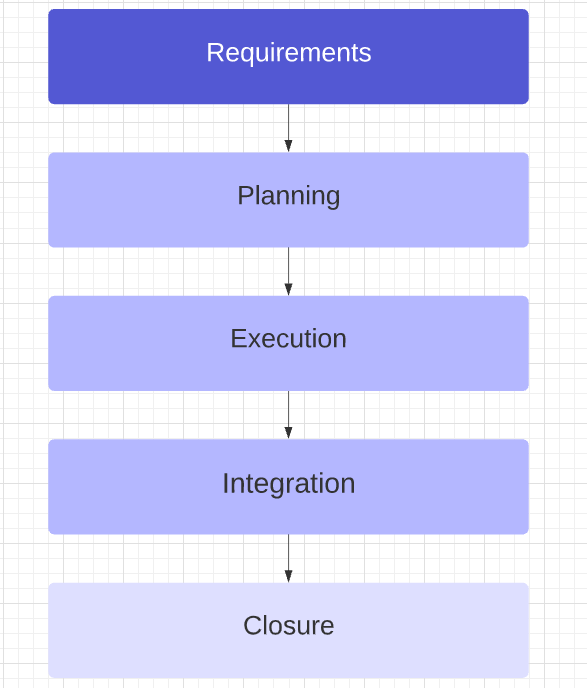 Requirements
Planning
Execution
Integration
Closure